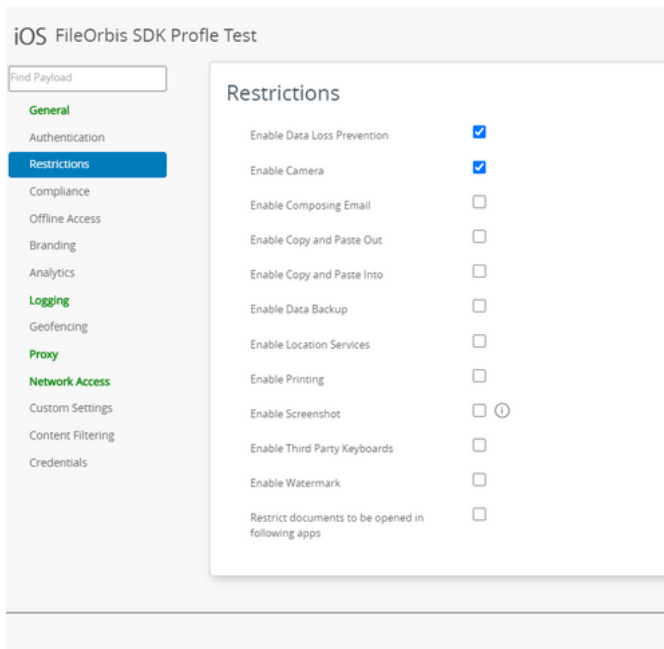 iOS FileOrbis SDK Profle Test
Find Payload
General
Authentication
Restrictions
Compliance
Offline Access
Branding
Analytics
Logging
Geofencing
Proxy
Network Access
Custom Settings
Content Filtering
Credentials
Restrictions
Enable Data Loss Prevention
Enable Camera
Enable Composing Email
Enable Copy and Paste Out
Enable Copy and Paste Into
Enable Data Backup
Enable Location Services
Enable Printing
Enable Screenshot
Enable Third Party Keyboards
Enable Watermark
Restrict documents to be opened in
following apps